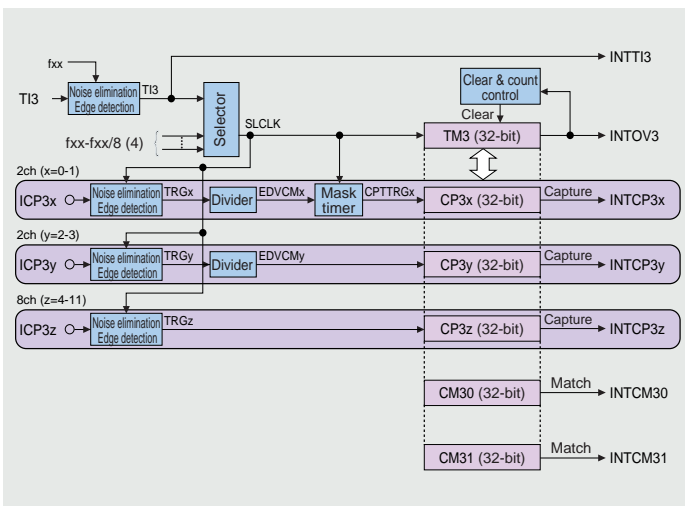 fxx
TI3
Noise elimination
Edge detection
TI3
INTTI3
Selector
Clear & count
control
Clear
fxx-fxx/8 (4)
SLCLK
TM3 (32-bit)
INTOV3
2ch (x=0-1)
ICP3x
Noise elimination
Edge detection
TRGx
Divider
EDVCMx
Mask
timer
CPTTRGx
CP3x (32-bit)
Capture
INTCP3x
2ch (y=2-3)
ICP3y
Noise elimination
Edge detection
TRGy
Divider
EDVCMy
CP3y (32-bit)
Capture
INTCP3y
8ch (z=4-11)
ICP3z
Noise elimination
Edge detection
TRGz
CP3z (32-bit)
Capture
INTCP3z
CM30 (32-bit)
Match
INTCM30
CM31 (32-bit)
Match
INTCM31